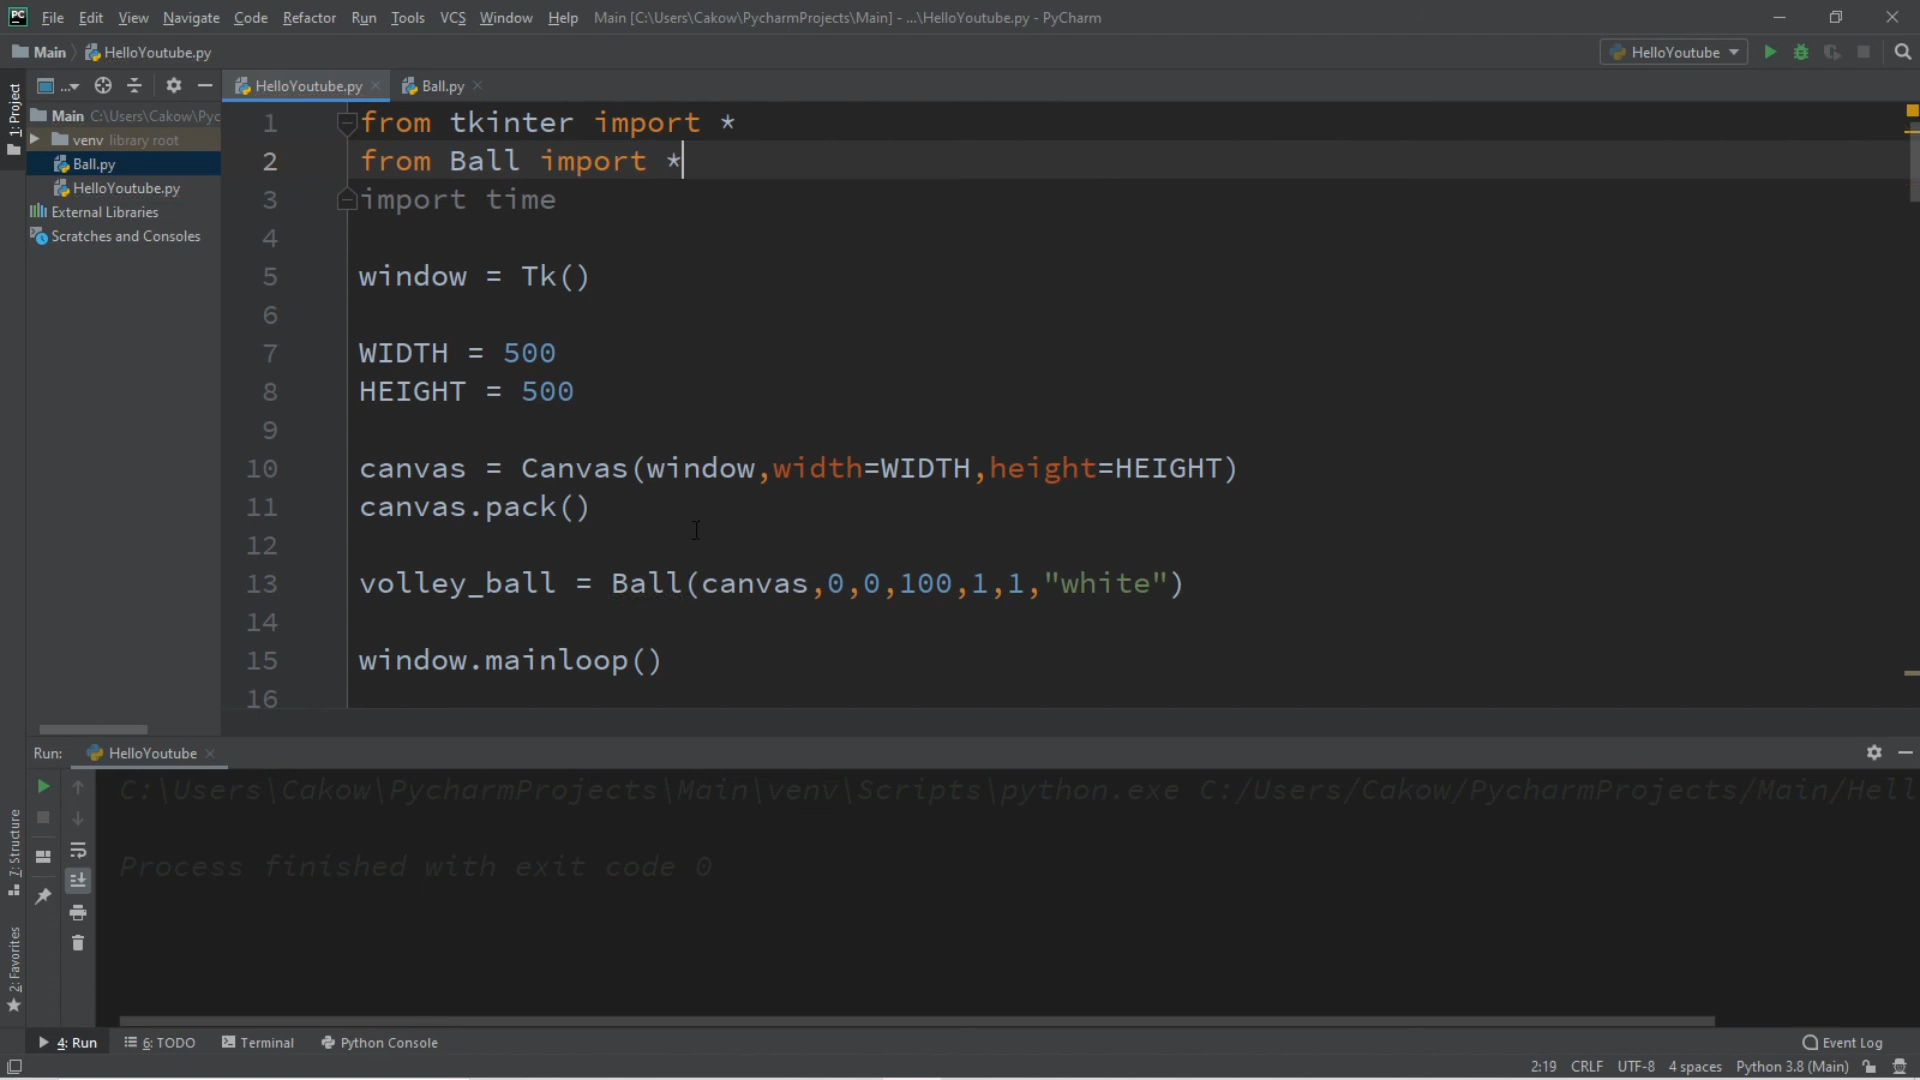 PC File Edit View Navigate Code Refactor Run Tools VCS Window Help Main [C:\Users\Cakow\PycharmProjects\Main] - ...\HelloYoutube.py - PyCharm
Main HelloYoutube.py HelloYoutube
1: Project
... HelloYoutube.py Ball.py
Main C:\Users\Cakow\Pyc
venv library root
Ball.py
HelloYoutube.py
External Libraries
Scratches and Consoles
1 from tkinter import *
2 from Ball import *
3 import time
4
5 window = Tk()
6
7 WIDTH = 500
8 HEIGHT = 500
9
10 canvas = Canvas(window,width=WIDTH,height=HEIGHT)
11 canvas.pack()
12
13 volley_ball = Ball(canvas,0,0,100,1,1,"white")
14
15 window.mainloop()
16
Run: HelloYoutube
C:\Users\Cakow\PycharmProjects\Main\venv\Scripts\python.exe C:/Users/Cakow/PycharmProjects/Main/Hell
Process finished with exit code 0
7: Structure
2: Favorites
4: Run 6: TODO Terminal Python Console Event Log
2:19 CRLF UTF-8 4 spaces Python 3.8 (Main)